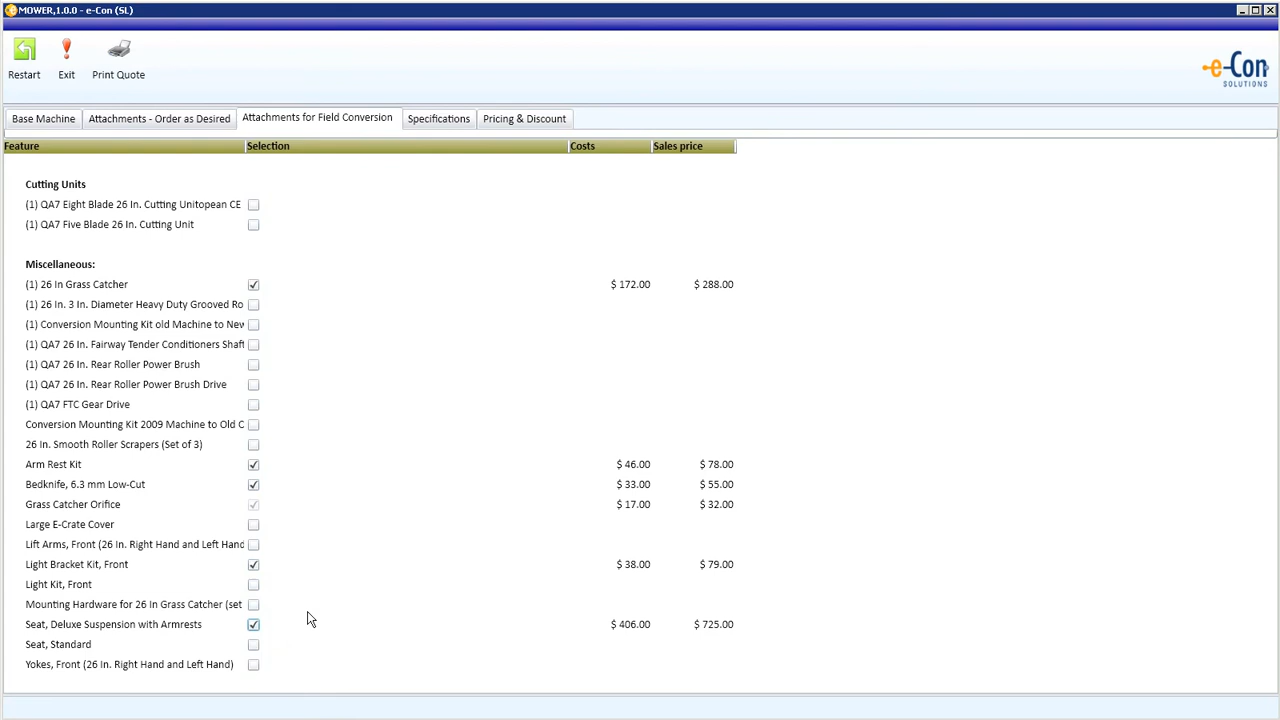 MOWER,1.0.0 - e-Con (SL)
Restart Exit Print Quote
e-Con
SOLUTIONS
Base Machine Attachments - Order as Desired Attachments for Field Conversion Specifications Pricing & Discount
Feature Selection Costs Sales price
Cutting Units
(1) QA7 Eight Blade 26 In. Cutting Unitopean CE
(1) QA7 Five Blade 26 In. Cutting Unit
Miscellaneous:
(1) 26 In Grass Catcher $ 172.00 $ 288.00
(1) 26 In. 3 In. Diameter Heavy Duty Grooved Ro
(1) Conversion Mounting Kit old Machine to New
(1) QA7 26 In. Fairway Tender Conditioners Shaft
(1) QA7 26 In. Rear Roller Power Brush
(1) QA7 26 In. Rear Roller Power Brush Drive
(1) QA7 FTC Gear Drive
Conversion Mounting Kit 2009 Machine to Old C
26 In. Smooth Roller Scrapers (Set of 3)
Arm Rest Kit $ 46.00 $ 78.00
Bedknife, 6.3 mm Low-Cut $ 33.00 $ 55.00
Grass Catcher Orifice $ 17.00 $ 32.00
Large E-Crate Cover
Lift Arms, Front (26 In. Right Hand and Left Hand
Light Bracket Kit, Front $ 38.00 $ 79.00
Light Kit, Front
Mounting Hardware for 26 In Grass Catcher (set
Seat, Deluxe Suspension with Armrests $ 406.00 $ 725.00
Seat, Standard
Yokes, Front (26 In. Right Hand and Left Hand)